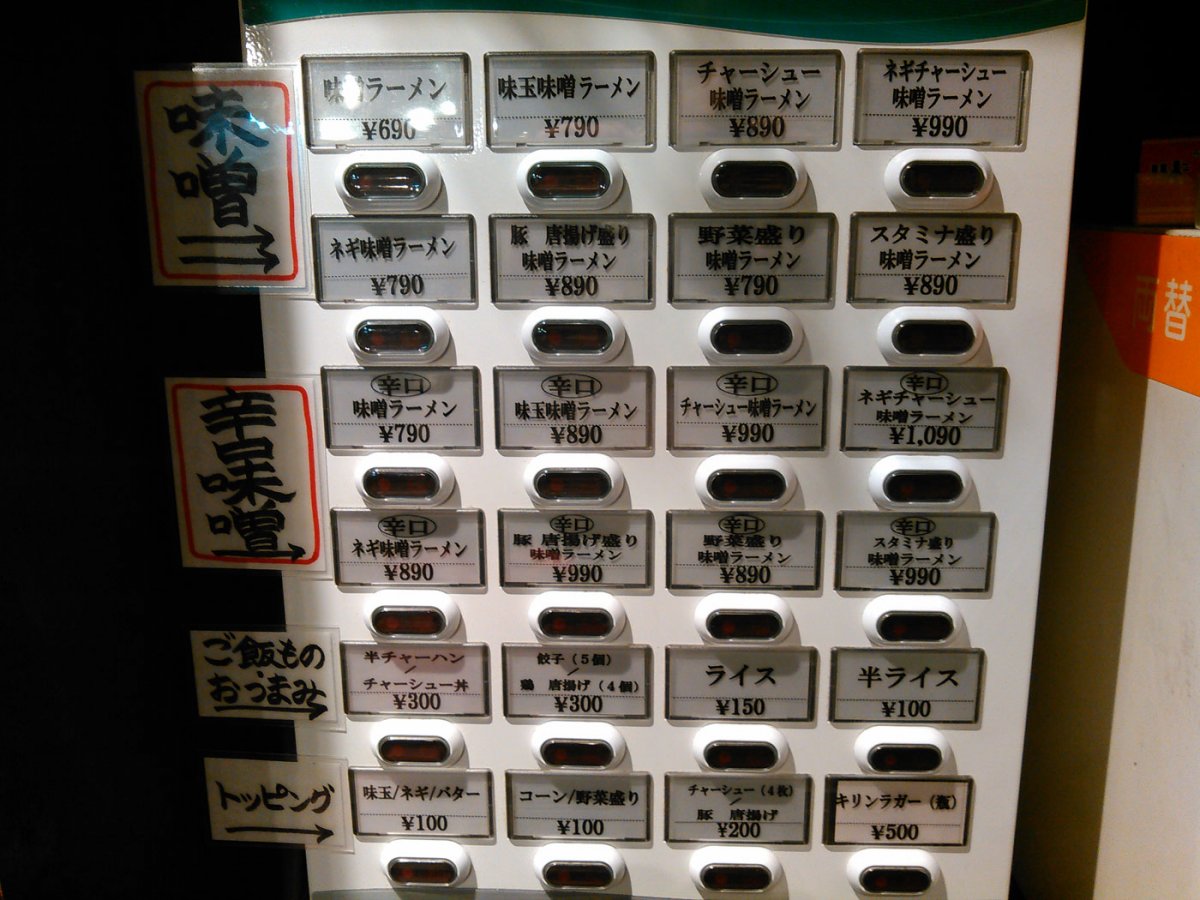 味噌
味噌ラーメン
¥690
味玉味噌ラーメン
¥790
チャーシュー
味噌ラーメン
¥890
ネギチャーシュー
味噌ラーメン
¥990
ネギ味噌ラーメン
¥790
豚 唐揚げ盛り
味噌ラーメン
¥890
野菜盛り
味噌ラーメン
¥790
スタミナ盛り
味噌ラーメン
¥890
辛口味噌
辛口
味噌ラーメン
¥790
辛口
味玉味噌ラーメン
¥890
辛口
チャーシュー味噌ラーメン
¥990
辛口
ネギチャーシュー
味噌ラーメン
¥1,090
辛口
ネギ味噌ラーメン
¥890
辛口
豚 唐揚げ盛り
味噌ラーメン
¥990
辛口
野菜盛り
味噌ラーメン
¥890
辛口
スタミナ盛り
味噌ラーメン
¥990
ご飯もの
おつまみ
半チャーハン
/
チャーシュー丼
¥300
餃子(5個)
/
鶏 唐揚げ(4個)
¥300
ライス
¥150
半ライス
¥100
トッピング
味玉/ネギ/バター
¥100
コーン/野菜盛り
¥100
チャーシュー(4枚)
/
豚 唐揚げ
¥200
キリンラガー(瓶)
¥500
両替